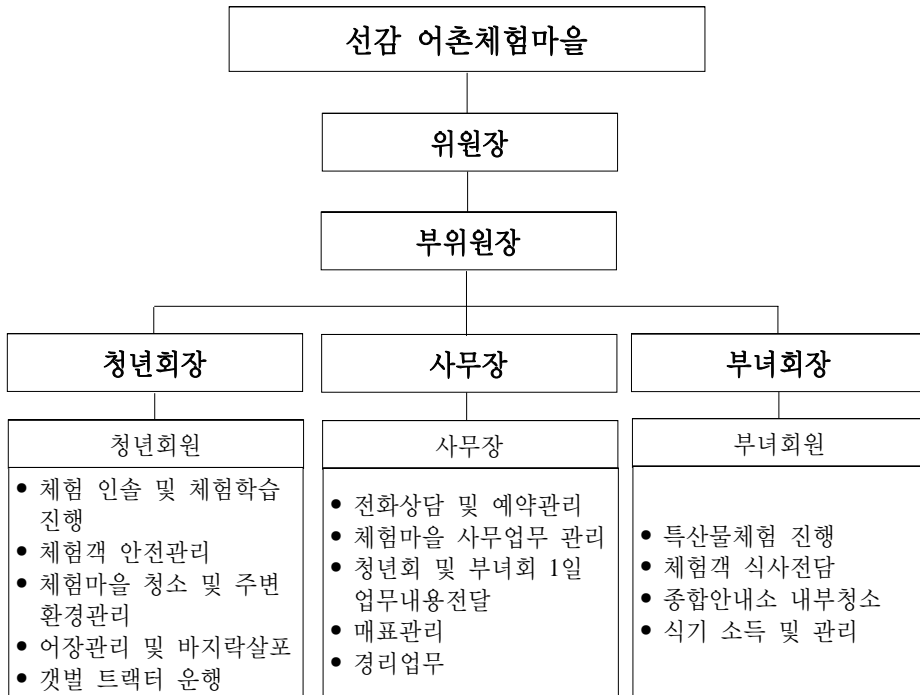 선감 어촌체험마을
위원장
부위원장
청년회장
사무장
부녀회장
청년회원
• 체험 인솔 및 체험학습
진행
• 체험객 안전관리
• 체험마을 청소 및 주변
환경관리
• 어장관리 및 바지락살포
• 갯벌 트랙터 운행
사무장
• 전화상담 및 예약관리
• 체험마을 사무업무 관리
• 청년회 및 부녀회 1일
업무내용전달
• 매표관리
• 경리업무
부녀회원
• 특산물체험 진행
• 체험객 식사전담
• 종합안내소 내부청소
• 식기 소득 및 관리